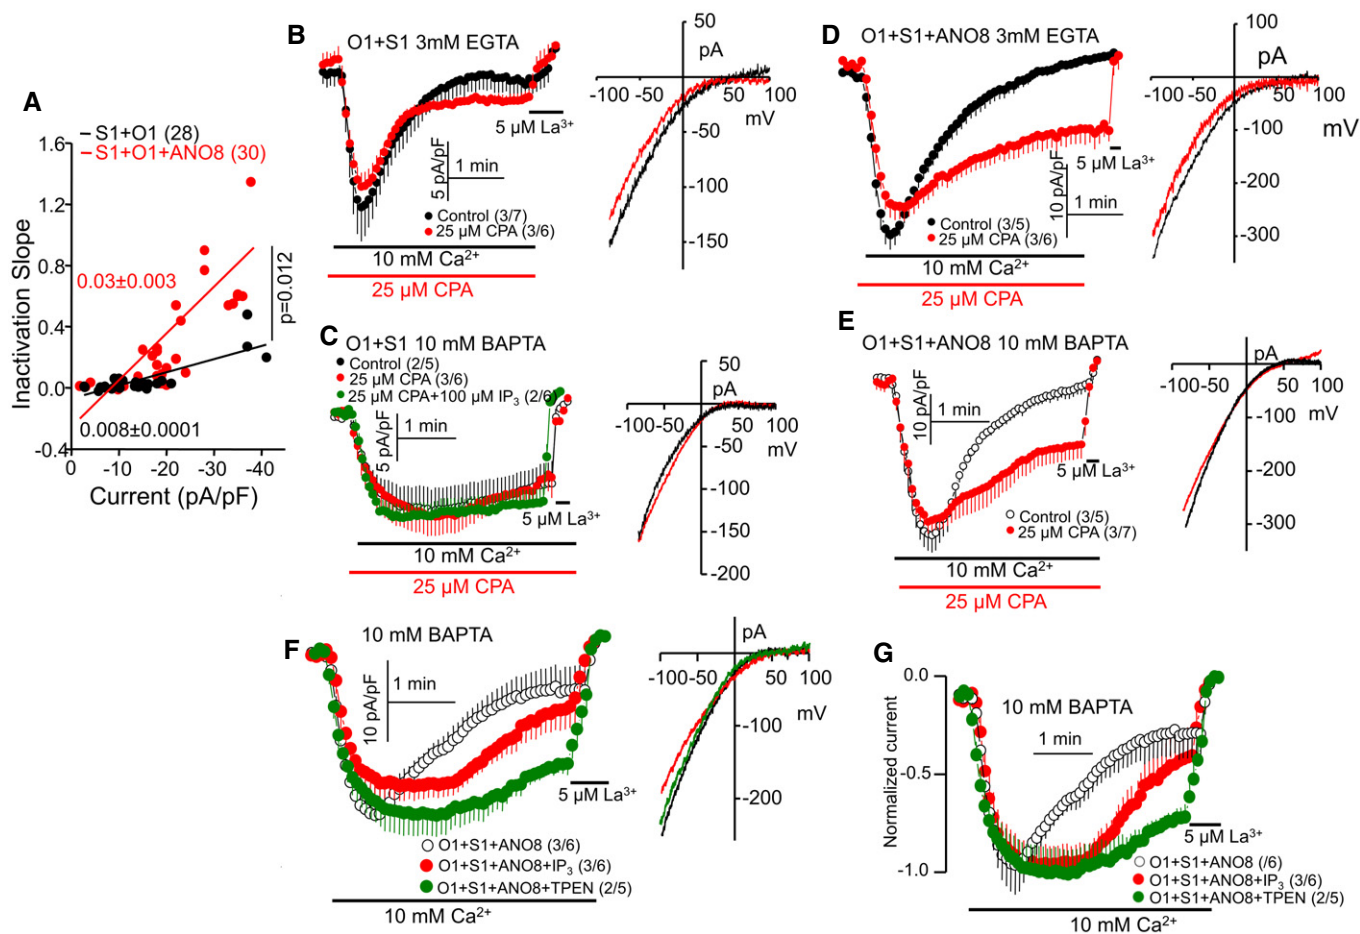 A
S1+O1 (28)
S1+O1+ANO8 (30)
1.6
1.2
0.8
0.4
0.0
-0.4
Inactivation Slope
0.03±0.003
0.008±0.0001
p=0.012
0
-10
-20
-30
-40
Current (pA/pF)
B
O1+S1 3mM EGTA
5 pA/pF
1 min
5 µM La³⁺
Control (3/7)
25 µM CPA (3/6)
10 mM Ca²⁺
25 µM CPA
50
pA
-100
-50
50
100
mV
-50
-100
-150
C
O1+S1 10 mM BAPTA
Control (2/5)
25 µM CPA (3/6)
25 µM CPA+100 µM IP₃ (2/6)
5 pA/pF
1 min
5 µM La³⁺
10 mM Ca²⁺
25 µM CPA
50
pA
-100
-50
50
100
mV
-50
-100
-150
-200
D
O1+S1+ANO8 3mM EGTA
10 pA/pF
1 min
5 µM La³⁺
Control (3/5)
25 µM CPA (3/6)
10 mM Ca²⁺
25 µM CPA
100
pA
-100
-50
50
100
mV
-100
-200
-300
E
O1+S1+ANO8 10 mM BAPTA
10 pA/pF
1 min
5 µM La³⁺
Control (3/5)
25 µM CPA (3/7)
10 mM Ca²⁺
25 µM CPA
pA
-100
-50
50
100
mV
-100
-200
-300
F
10 mM BAPTA
10 pA/pF
1 min
5 µM La³⁺
O1+S1+ANO8 (3/6)
O1+S1+ANO8+IP₃ (3/6)
O1+S1+ANO8+TPEN (2/5)
10 mM Ca²⁺
pA
-100
-50
50
100
mV
-100
-200
G
0.0
-0.5
-1.0
Normalized current
10 mM BAPTA
1 min
5 µM La³⁺
O1+S1+ANO8 (/6)
O1+S1+ANO8+IP₃ (3/6)
O1+S1+ANO8+TPEN (2/5)
10 mM Ca²⁺